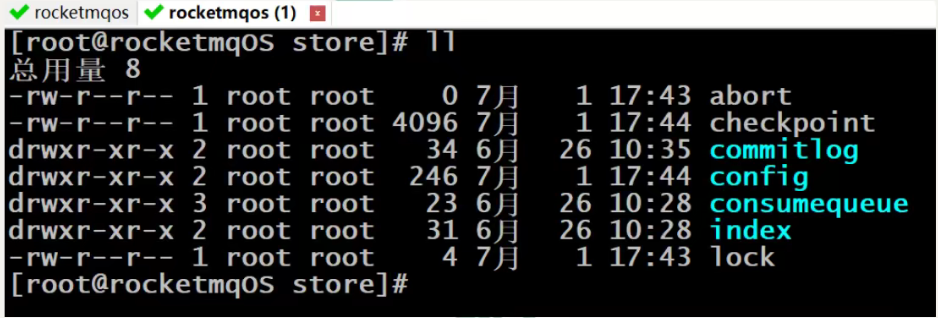 rocketmqos rocketmqos (1)
[root@rocketmqOS store]# ll
总用量 8
-rw-r--r-- 1 root root    0 7月   1 17:43 abort
-rw-r--r-- 1 root root 4096 7月   1 17:44 checkpoint
drwxr-xr-x 2 root root   34 6月  26 10:35 commitlog
drwxr-xr-x 2 root root  246 7月   1 17:44 config
drwxr-xr-x 3 root root   23 6月  26 10:28 consumequeue
drwxr-xr-x 2 root root   31 6月  26 10:28 index
-rw-r--r-- 1 root root    4 7月   1 17:43 lock
[root@rocketmqOS store]#